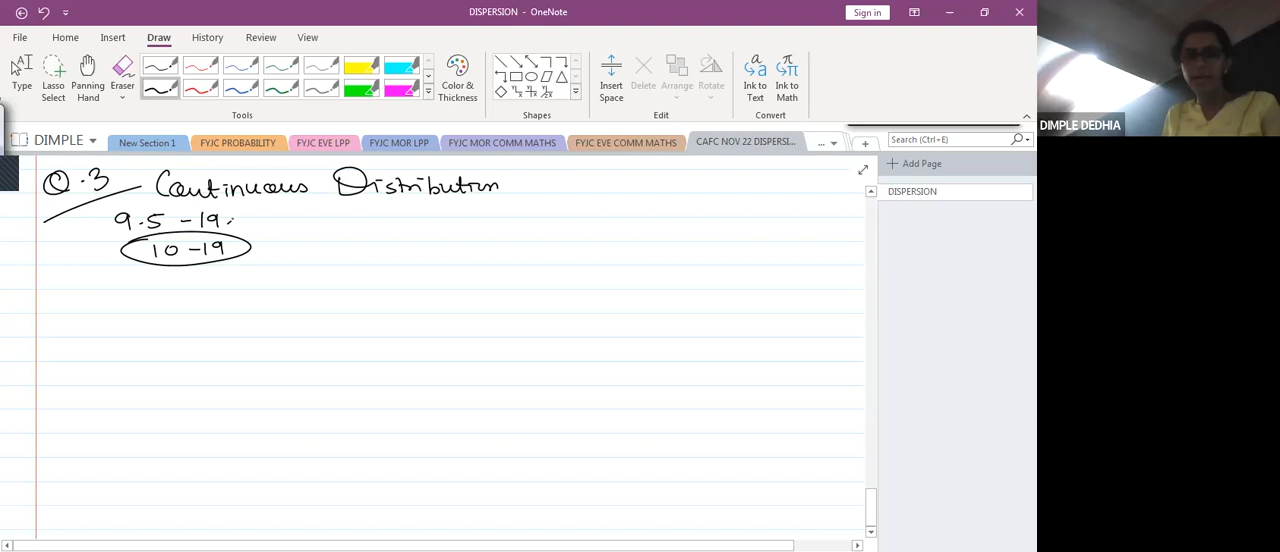 DISPERSION - OneNote
Sign in
File Home Insert Draw History Review View
Type
Lasso Select
Panning Hand
Eraser
Color & Thickness
Insert Space
Delete
Arrange
Rotate
Ink to Text
Ink to Math
Tools
Shapes
Edit
Convert
DIMPLE
New Section 1
FYJC PROBABILITY
FYJC EVE LPP
FYJC MOR LPP
FYJC MOR COMM MATHS
FYJC EVE COMM MATHS
CAFC NOV 22 DISPERSI...
...
Search (Ctrl+E)
Add Page
DISPERSION
DIMPLE DEDHIA
Q.3 Continuous Distribution
9.5 - 19.
10 - 19